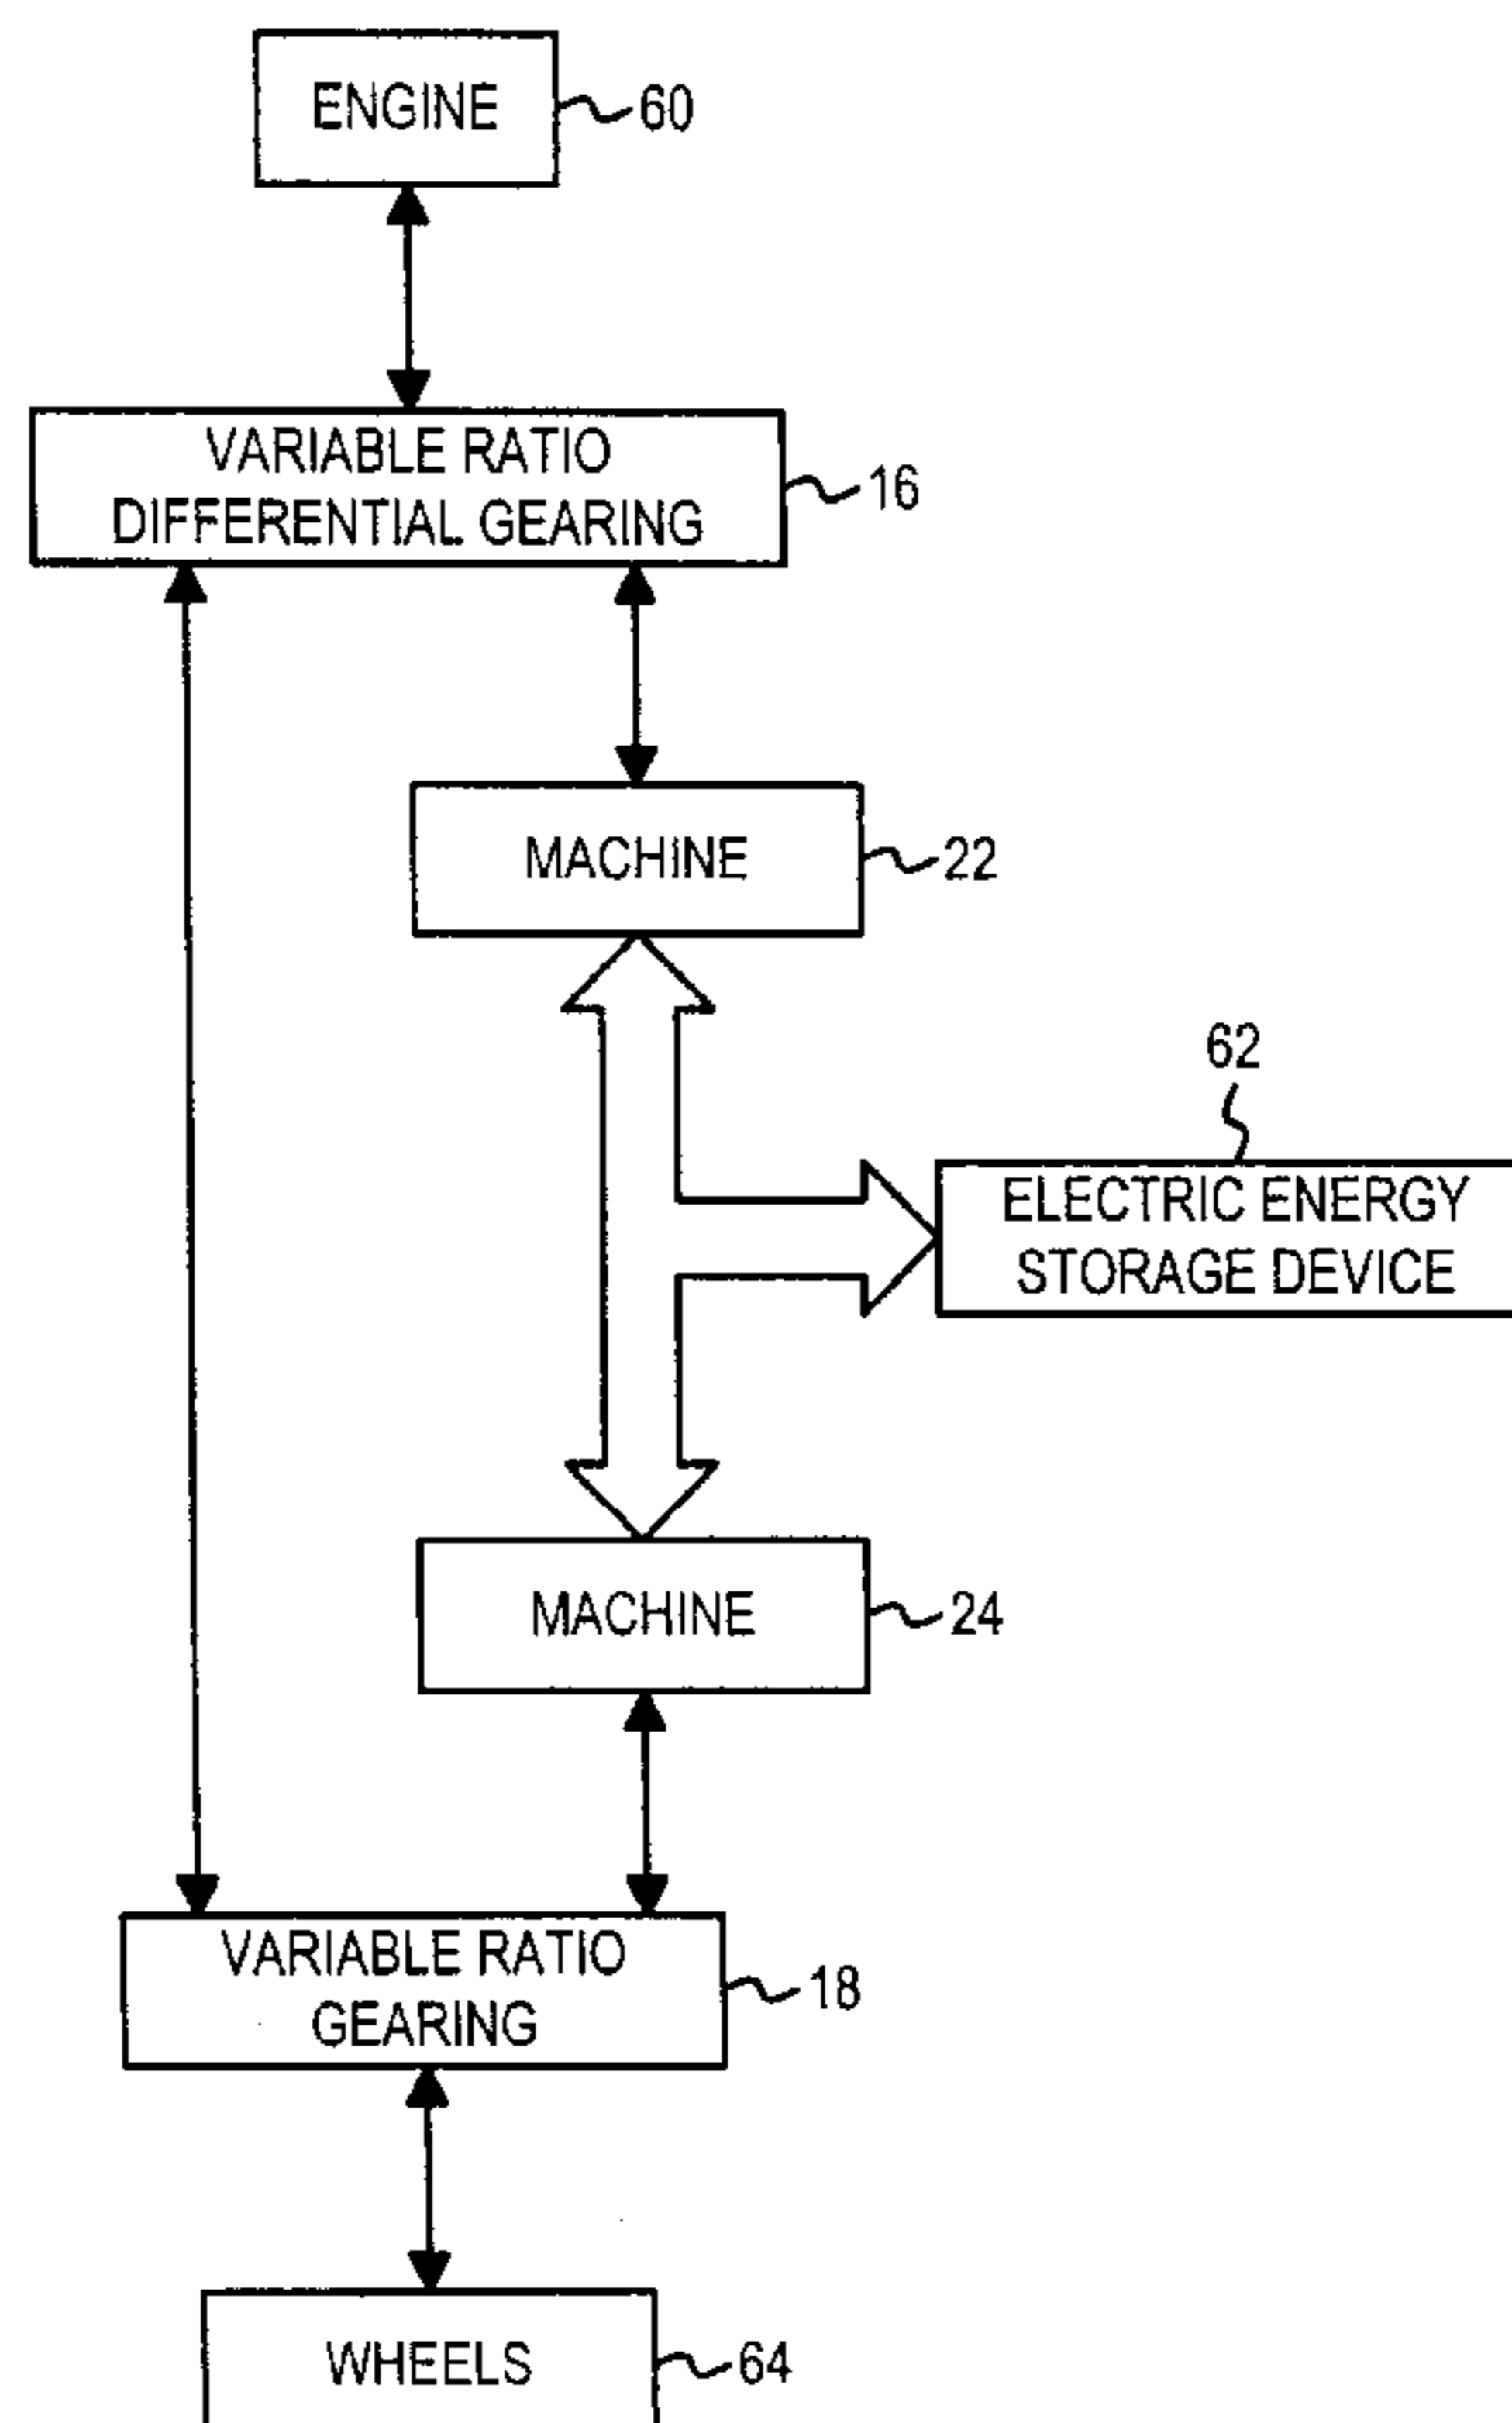 ENGINE
60
VARIABLE RATIO
DIFFERENTIAL GEARING
16
MACHINE
22
62
ELECTRIC ENERGY
STORAGE DEVICE
MACHINE
24
VARIABLE RATIO
GEARING
18
WHEELS
64